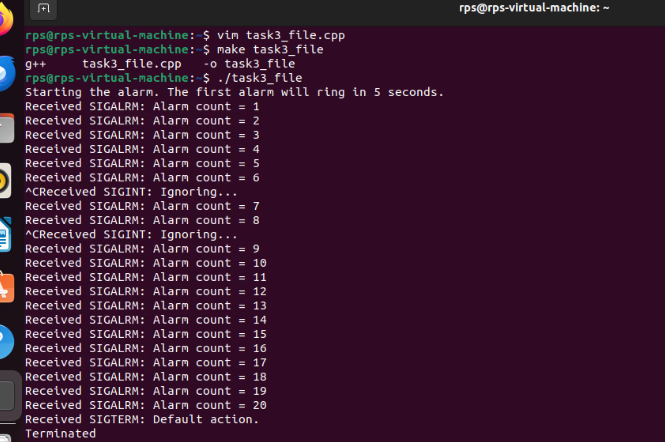 rps@rps-virtual-machine: ~
rps@rps-virtual-machine:~$ vim task3_file.cpp
rps@rps-virtual-machine:~$ make task3_file
g++     task3_file.cpp   -o task3_file
rps@rps-virtual-machine:~$ ./task3_file
Starting the alarm. The first alarm will ring in 5 seconds.
Received SIGALRM: Alarm count = 1
Received SIGALRM: Alarm count = 2
Received SIGALRM: Alarm count = 3
Received SIGALRM: Alarm count = 4
Received SIGALRM: Alarm count = 5
Received SIGALRM: Alarm count = 6
^CReceived SIGINT: Ignoring...
Received SIGALRM: Alarm count = 7
Received SIGALRM: Alarm count = 8
^CReceived SIGINT: Ignoring...
Received SIGALRM: Alarm count = 9
Received SIGALRM: Alarm count = 10
Received SIGALRM: Alarm count = 11
Received SIGALRM: Alarm count = 12
Received SIGALRM: Alarm count = 13
Received SIGALRM: Alarm count = 14
Received SIGALRM: Alarm count = 15
Received SIGALRM: Alarm count = 16
Received SIGALRM: Alarm count = 17
Received SIGALRM: Alarm count = 18
Received SIGALRM: Alarm count = 19
Received SIGALRM: Alarm count = 20
Received SIGTERM: Default action.
Terminated